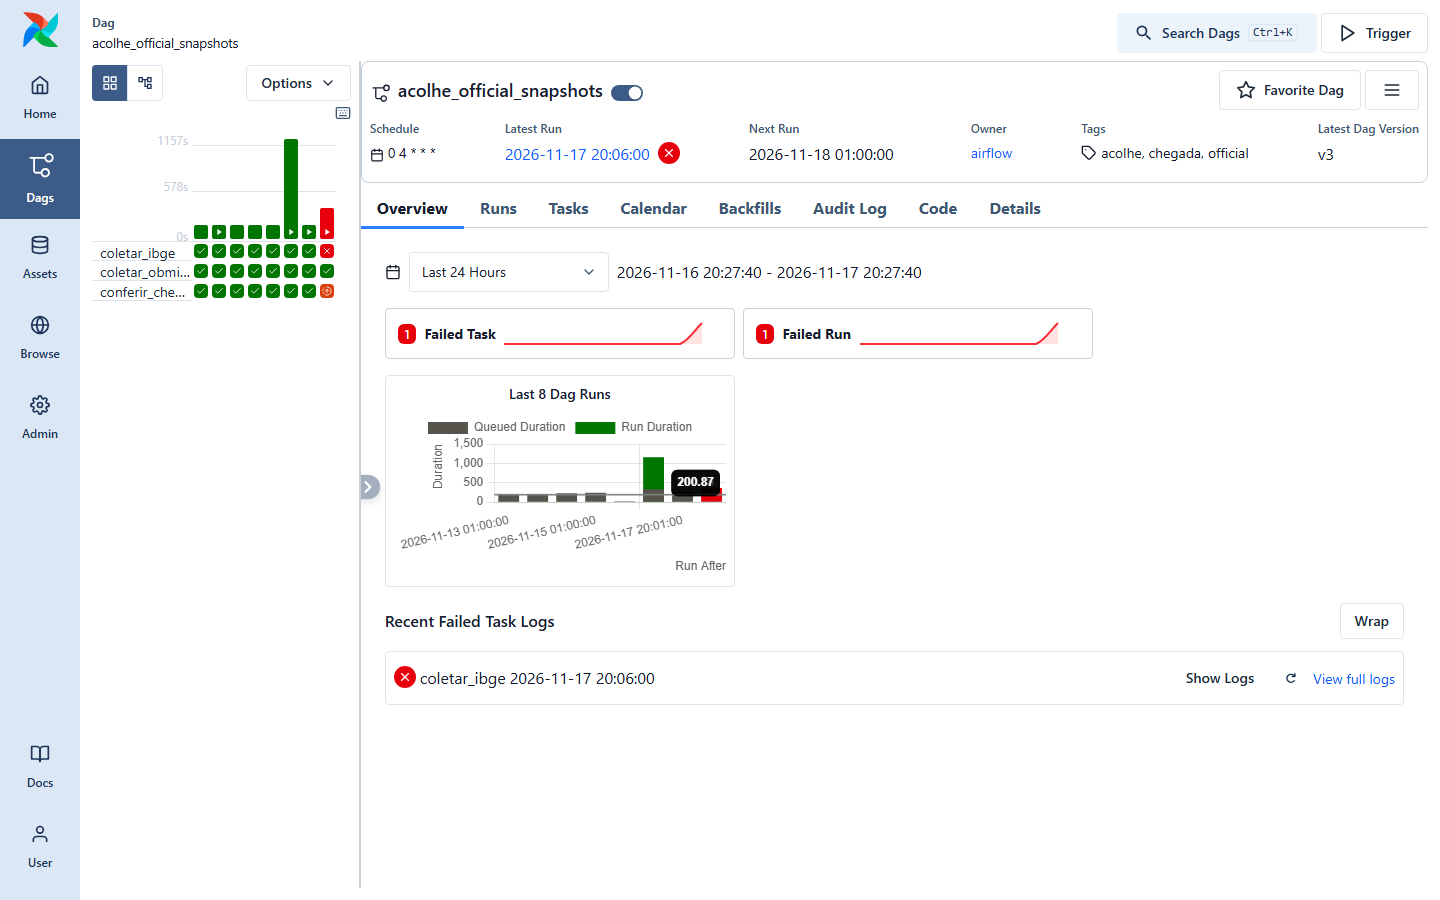 Dag
acolhe_official_snapshots
Search Dags Ctrl+K
Trigger
Home
Dags
Assets
Browse
Admin
Docs
User
Options
1157s
578s
0s
coletar_ibge
coletar_obmi...
conferir_che...
acolhe_official_snapshots
Favorite Dag
Schedule
0 4 * * *
Latest Run
2026-11-17 20:06:00
Next Run
2026-11-18 01:00:00
Owner
airflow
Tags
acolhe, chegada, official
Latest Dag Version
v3
Overview Runs Tasks Calendar Backfills Audit Log Code Details
Last 24 Hours
2026-11-16 20:27:40 - 2026-11-17 20:27:40
1 Failed Task
1 Failed Run
Last 8 Dag Runs
Queued Duration Run Duration
Duration
1,500
1,000
500
0
200.87
2026-11-13 01:00:00
2026-11-15 01:00:00
2026-11-17 20:01:00
Run After
Recent Failed Task Logs
Wrap
coletar_ibge 2026-11-17 20:06:00
Show Logs
View full logs